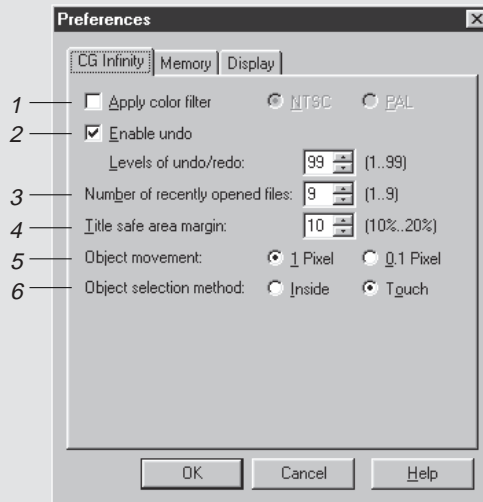 Preferences
CG Infinity Memory Display
1 Apply color filter NTSC PAL
2 Enable undo
Levels of undo/redo: 99 (1..99)
3 Number of recently opened files: 9 (1..9)
4 Title safe area margin: 10 (10%..20%)
5 Object movement: 1 Pixel 0.1 Pixel
6 Object selection method: Inside Touch
OK Cancel Help